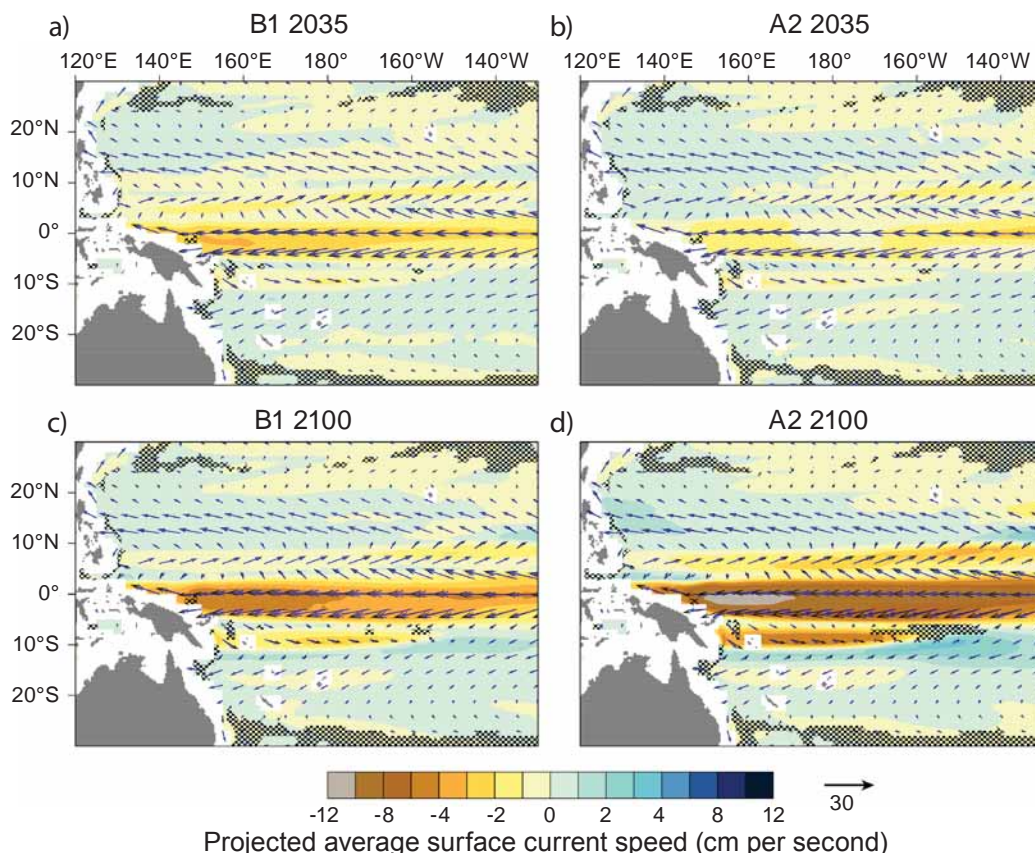 a) B1 2035
120°E 140° 160° 180° 160°W 140°W
20°N
10°N
0°
10°S
20°S
b) A2 2035
120°E 140° 160° 180° 160°W 140°W
c) B1 2100
20°N
10°N
0°
10°S
20°S
d) A2 2100
-12 -8 -4 -2 0 2 4 8 12
30
Projected average surface current speed (cm per second)